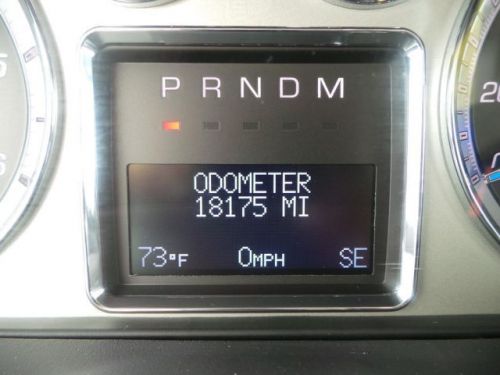 P R N D M
ODOMETER
18175 MI
73°F 0MPH SE